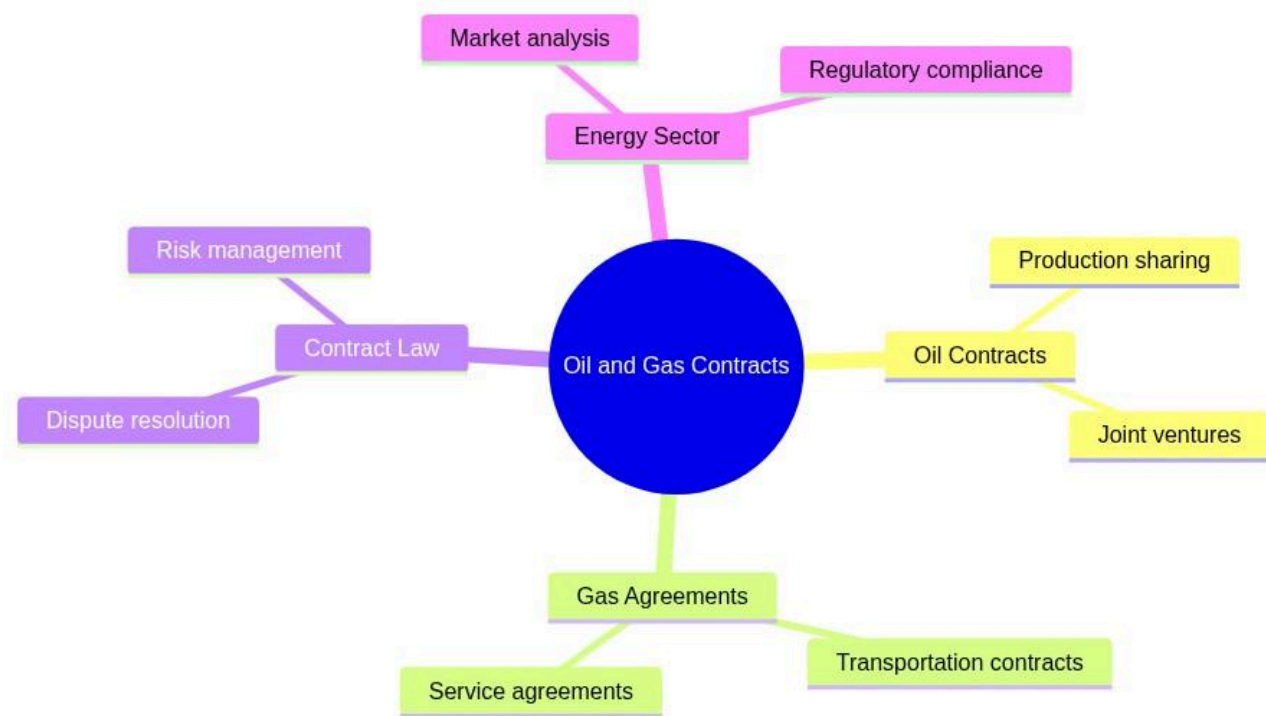 Market analysis
Regulatory compliance
Energy Sector
Risk management
Production sharing
Contract Law
Oil and Gas Contracts
Oil Contracts
Dispute resolution
Joint ventures
Gas Agreements
Service agreements
Transportation contracts